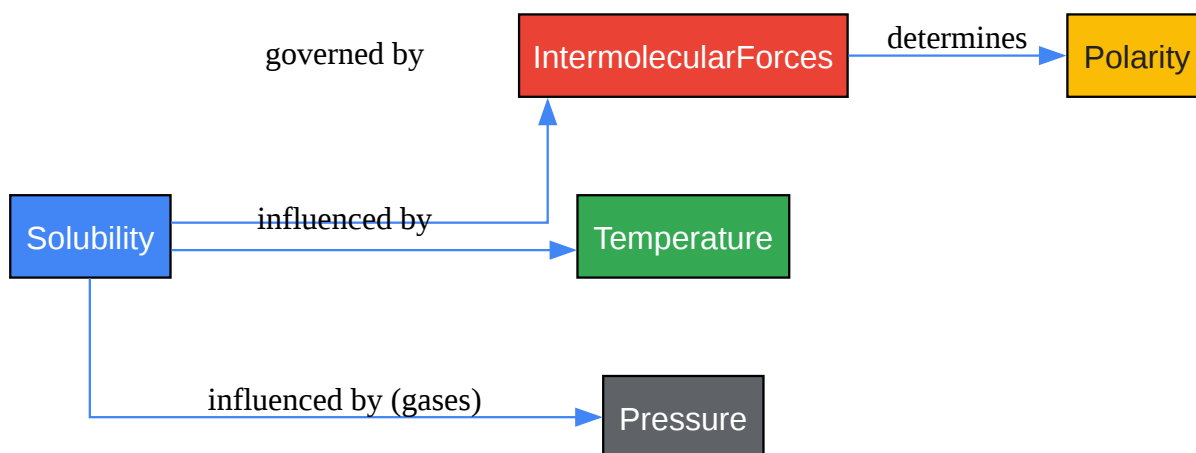 governed by
IntermolecularForces
determines
Polarity
Solubility
influenced by
Temperature
influenced by (gases)
Pressure